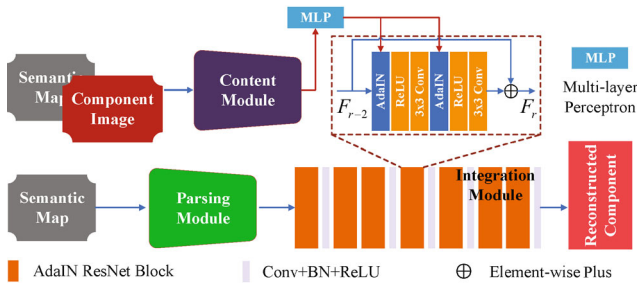 MLP
Semantic
Map
Component
Image
Content
Module
F_{r-2}
AdaIN
ReLU
3x3 Conv
AdaIN
ReLU
3x3 Conv
F_r
MLP
Multi-layer
Perceptron
Semantic
Map
Parsing
Module
Integration
Module
Reconstructed
Component
AdaIN ResNet Block
Conv+BN+ReLU
Element-wise Plus